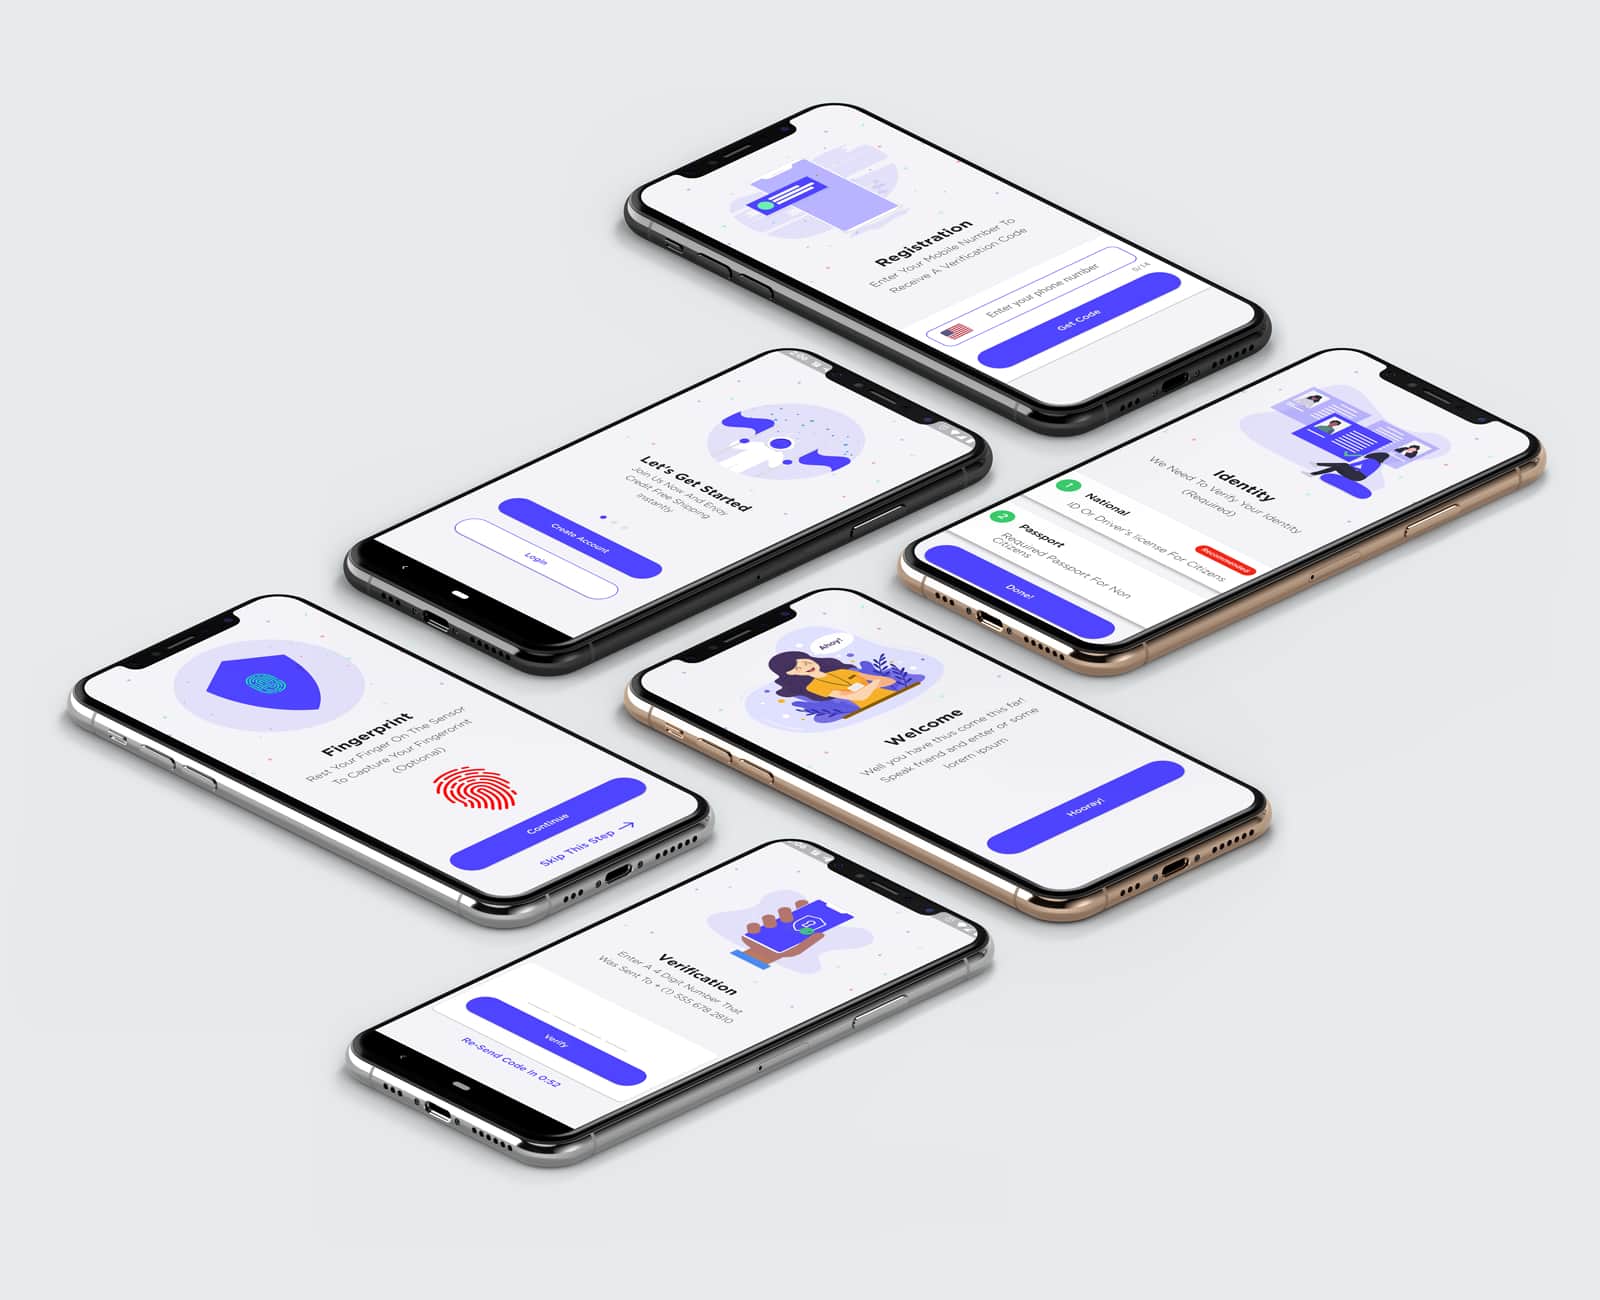 Registration
Enter Your Mobile Number To
Receive A Verification Code
Enter your phone number
0/14
Get Code
Let's Get Started
Join Us Now And Enjoy
Credit Free Shipping
Instantly
Create Account
Login
Identity
We Need To Verify Your Identity
(Required)
1
National
ID Or Driver's license For Citizens
Recommended
2
Passport
Required Passport For Non
Citizens
Done!
Fingerprint
Rest Your Finger On The Sensor
To Capture Your Fingerprint
(Optional)
Continue
Skip This Step
Ahoy!
Welcome
Well you have thus come this far!
Speak friend and enter or some
lorem ipsum
Hooray!
ID
Verification
Enter A 4 Digit Number That
Was Sent To + (1) 555 678 2810
Verify
Re-Send Code in 0:52